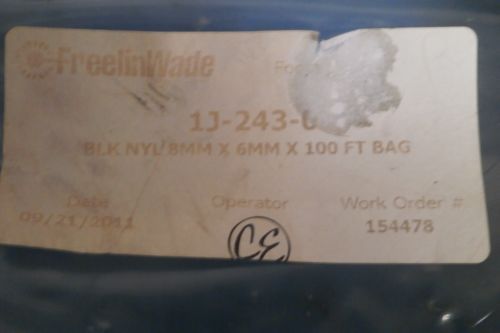 FreelinWade
1J-243-0
BLK NYL 8MM X 6MM X 100 FT BAG
Date Operator Work Order #
09/21/2011 CE 154478